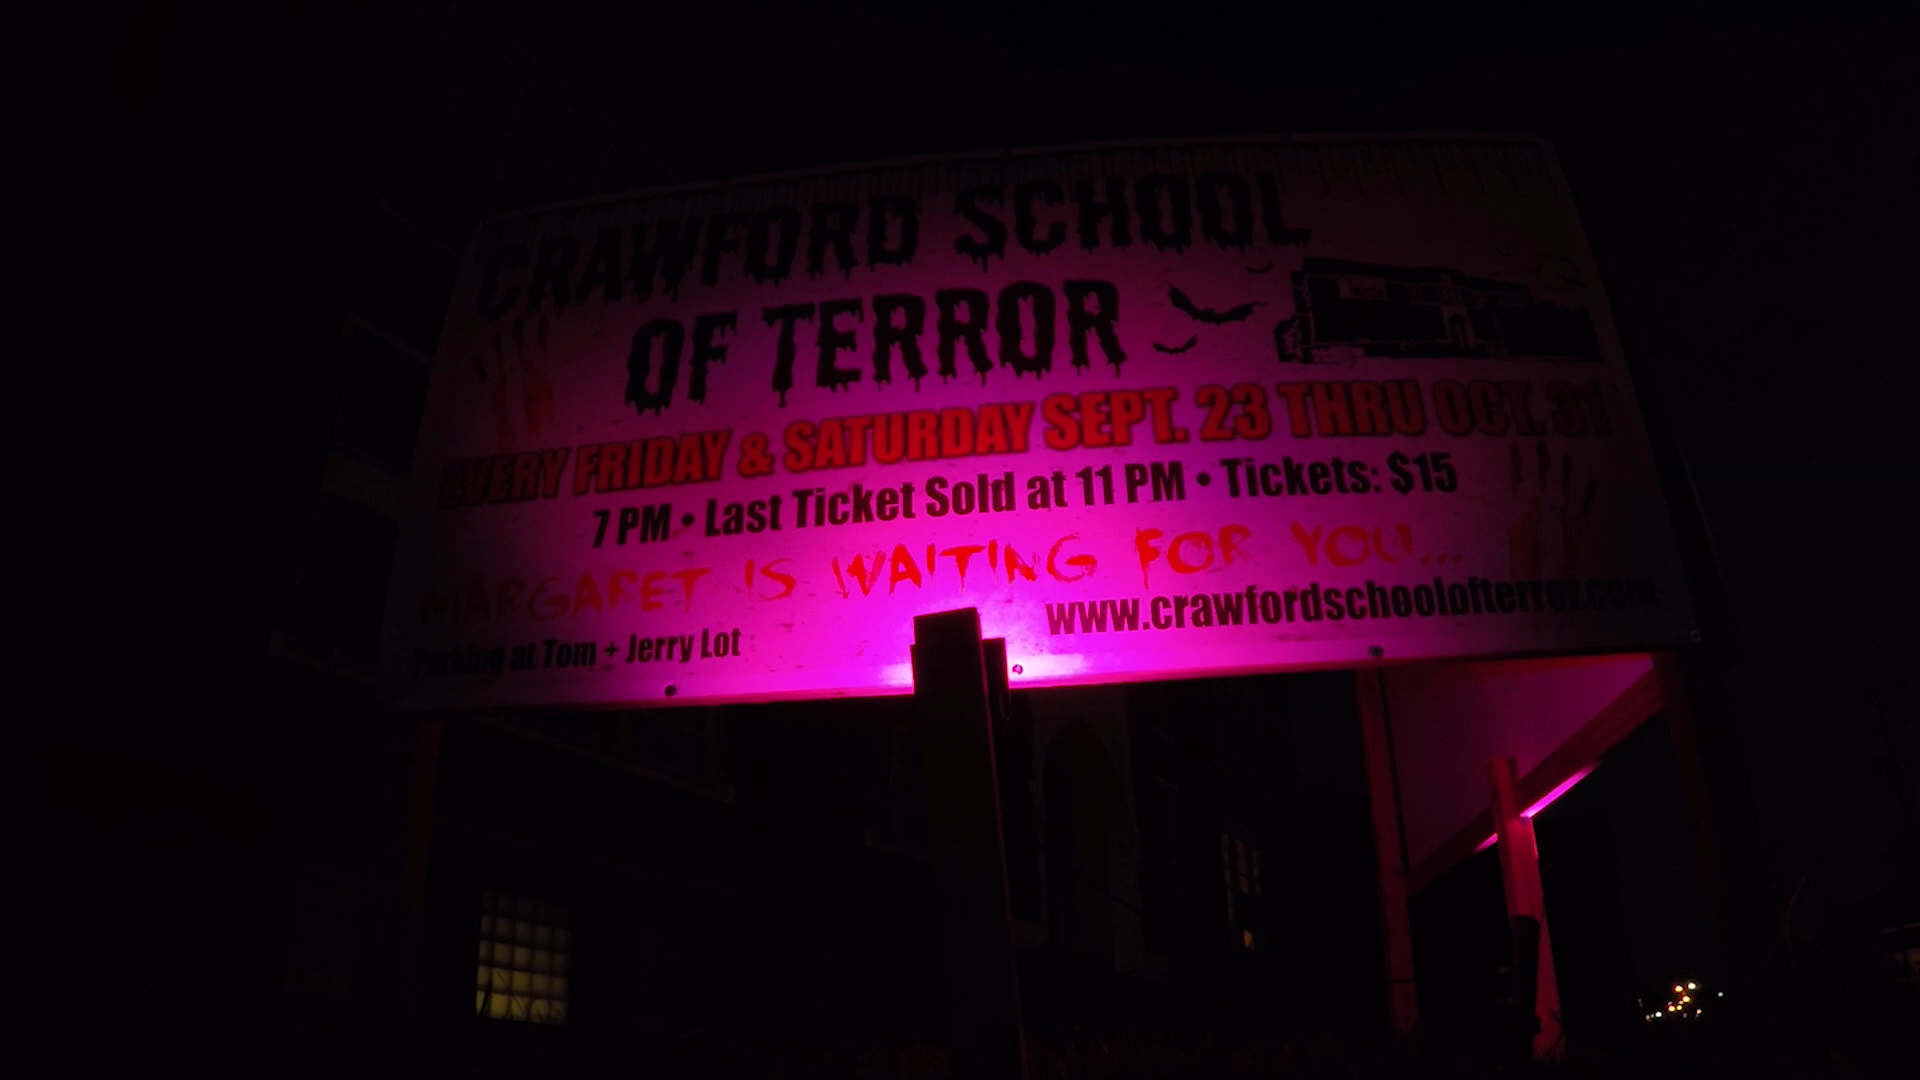 CRAWFORD SCHOOL
OF TERROR
EVERY FRIDAY & SATURDAY SEPT. 23 THRU OCT. 31
7 PM • Last Ticket Sold at 11 PM • Tickets: $15
MARGARET IS WAITING FOR YOU...
www.crawfordschoolofterror.com
Parking at Tom + Jerry Lot